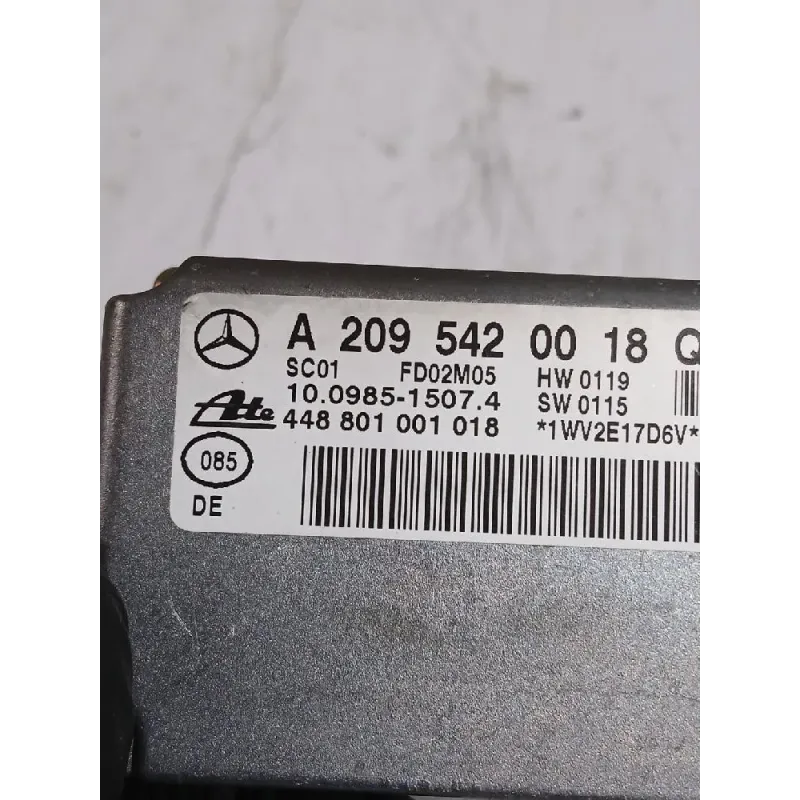 A 209 542 00 18 Q
SC01 FD02M05 HW 0119
10.0985-1507.4 SW 0115
Ate 448 801 001 018 *1WV2E17D6V*
085
DE